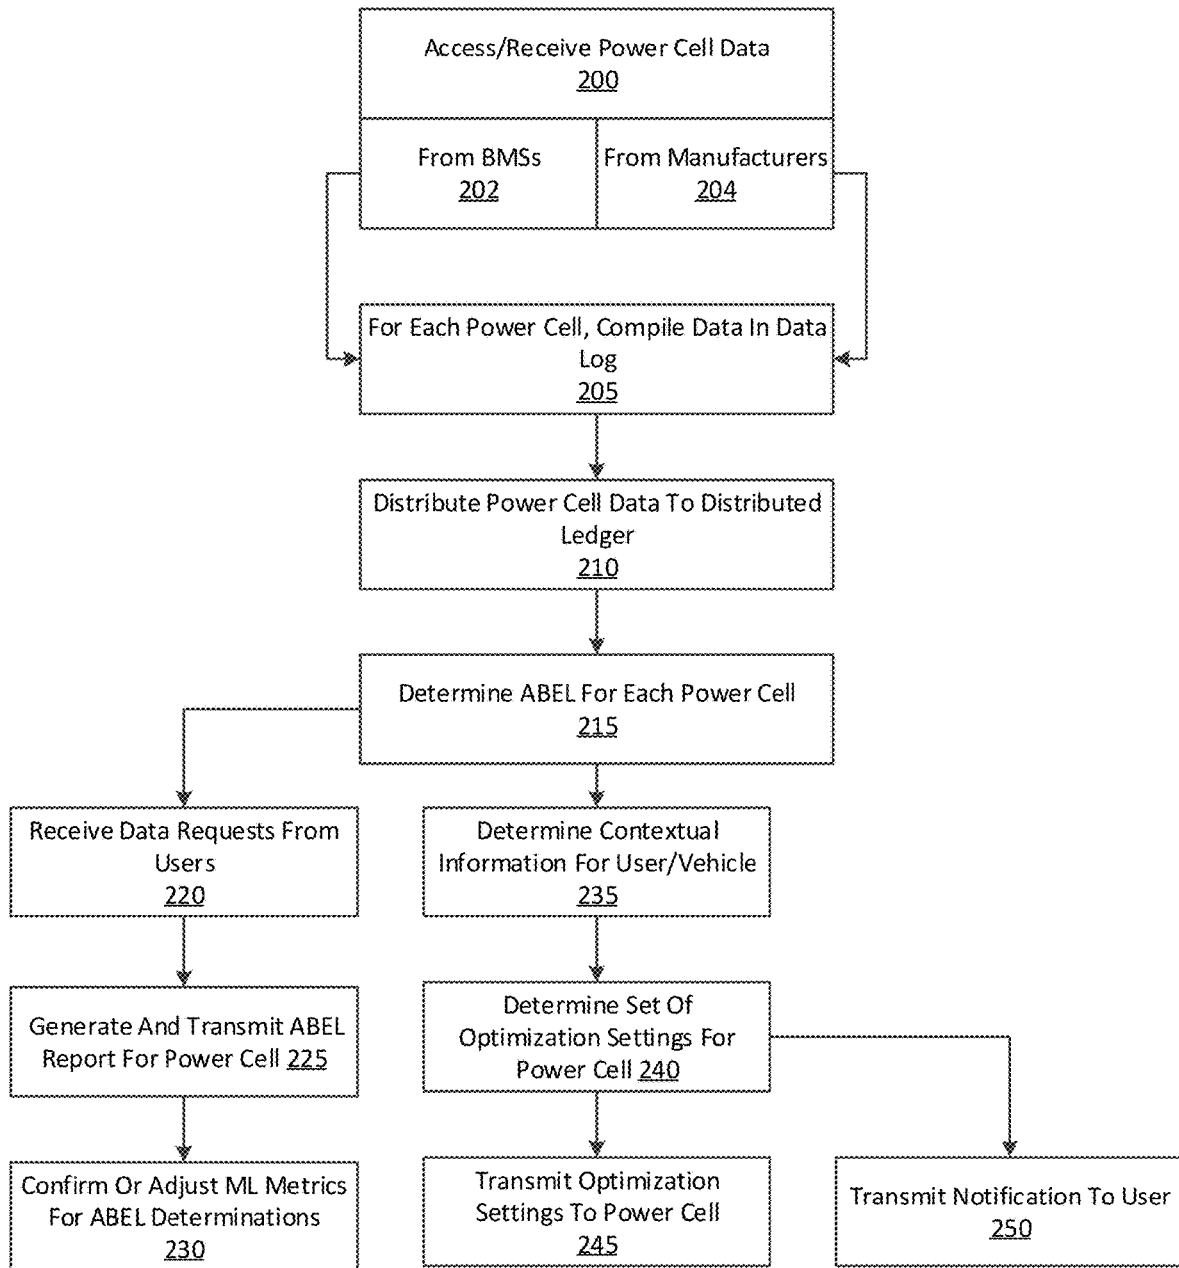 Access/Receive Power Cell Data
200
From BMSs
202
From Manufacturers
204
For Each Power Cell, Compile Data In Data
Log
205
Distribute Power Cell Data To Distributed
Ledger
210
Determine ABEL For Each Power Cell
215
Receive Data Requests From
Users
220
Determine Contextual
Information For User/Vehicle
235
Generate And Transmit ABEL
Report For Power Cell 225
Determine Set Of
Optimization Settings For
Power Cell 240
Confirm Or Adjust ML Metrics
For ABEL Determinations
230
Transmit Optimization
Settings To Power Cell
245
Transmit Notification To User
250